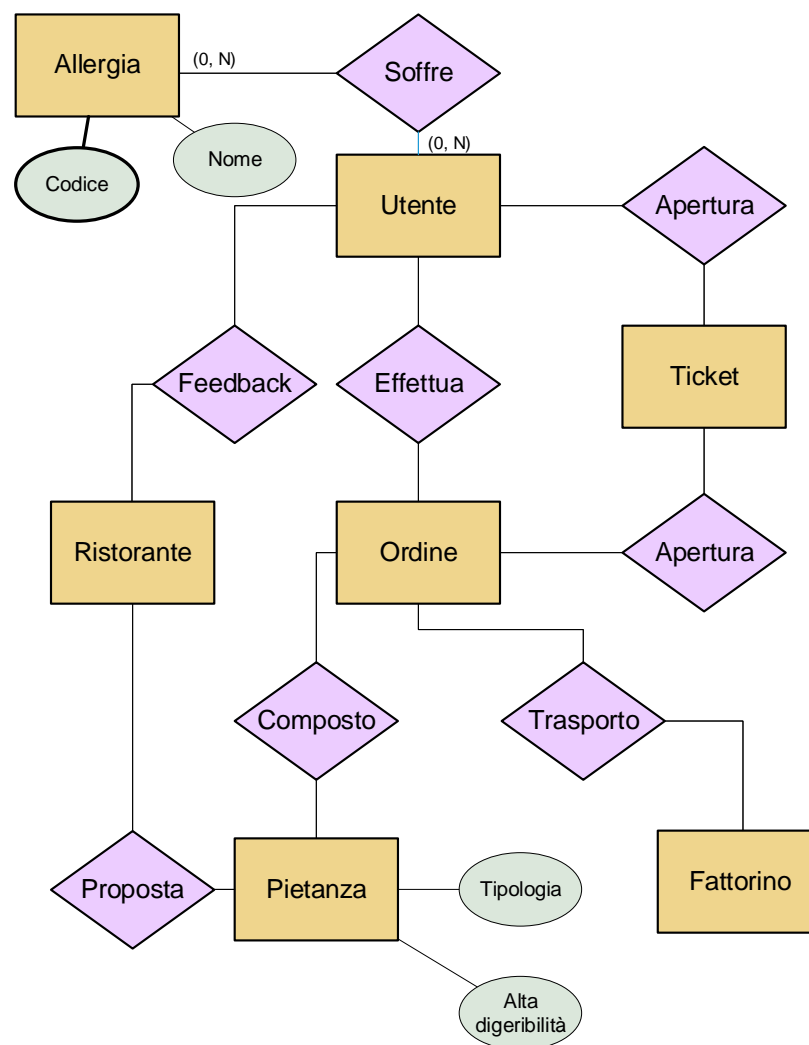 Allergia
(0, N)
Soffre
Codice
Nome
(0, N)
Utente
Apertura
Feedback
Effettua
Ticket
Ristorante
Ordine
Apertura
Composto
Trasporto
Proposta
Pietanza
Tipologia
Fattorino
Alta
digeribilità